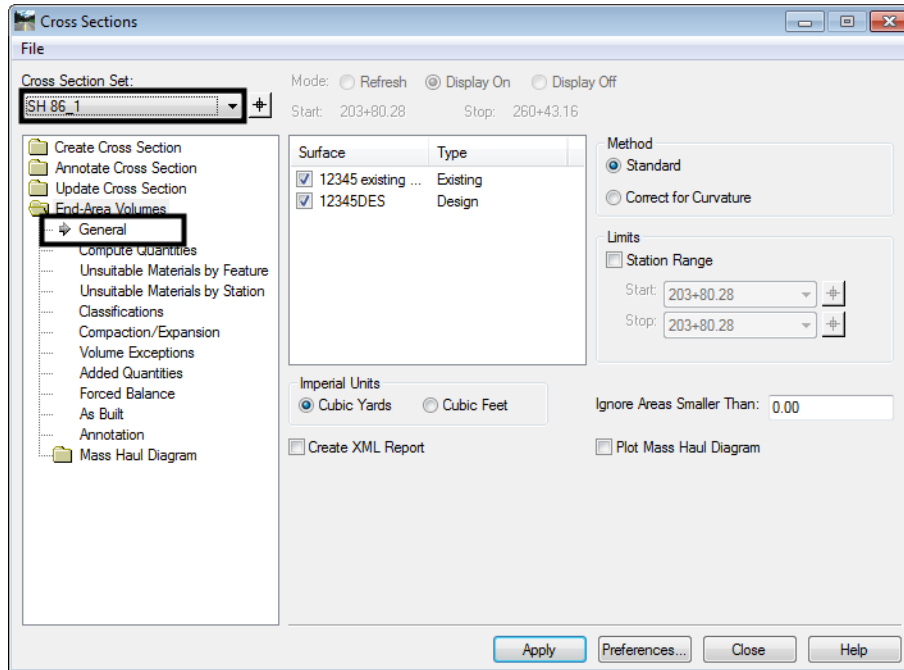 Cross Sections
File
Cross Section Set:
SH 86_1
Mode: Refresh Display On Display Off
Start: 203+80.28 Stop: 260+43.16
Create Cross Section
Annotate Cross Section
Update Cross Section
End-Area Volumes
General
Compute Quantities
Unsuitable Materials by Feature
Unsuitable Materials by Station
Classifications
Compaction/Expansion
Volume Exceptions
Added Quantities
Forced Balance
As Built
Annotation
Mass Haul Diagram
Surface Type
12345 existing ... Existing
12345DES Design
Method
Standard
Correct for Curvature
Limits
Station Range
Start: 203+80.28
Stop: 203+80.28
Imperial Units
Cubic Yards Cubic Feet
Ignore Areas Smaller Than: 0.00
Create XML Report
Plot Mass Haul Diagram
Apply Preferences... Close Help